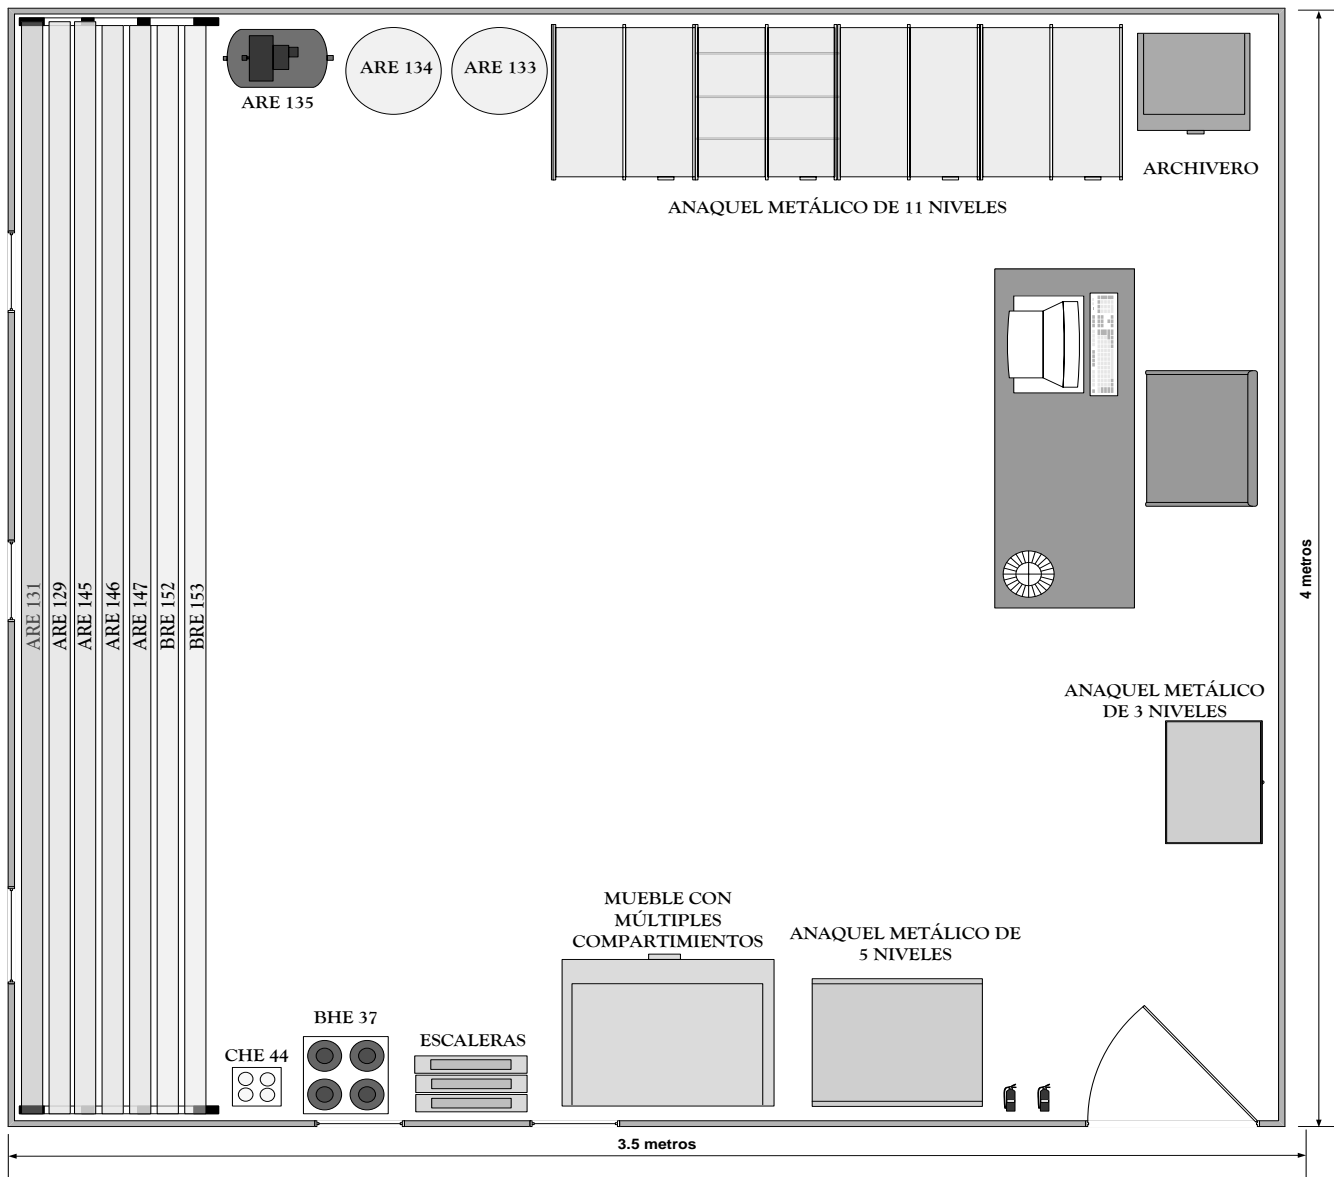 ARE 134
ARE 133
ARE 135
ARCHIVERO
ANAQUEL METÁLICO DE 11 NIVELES
ARE 131
ARE 129
ARE 145
ARE 146
ARE 147
BRE 152
BRE 153
4 metros
ANAQUEL METÁLICO
DE 3 NIVELES
MUEBLE CON
MÚLTIPLES
COMPARTIMIENTOS
ANAQUEL METÁLICO DE
5 NIVELES
BHE 37
ESCALERAS
CHE 44
3.5 metros